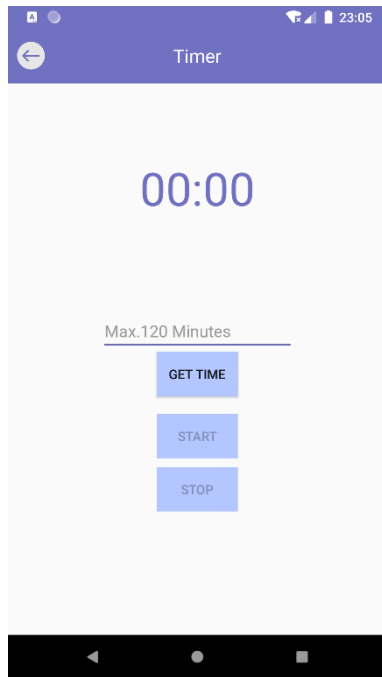 A
23:05
Timer
00:00
Max.120 Minutes
GET TIME
START
STOP